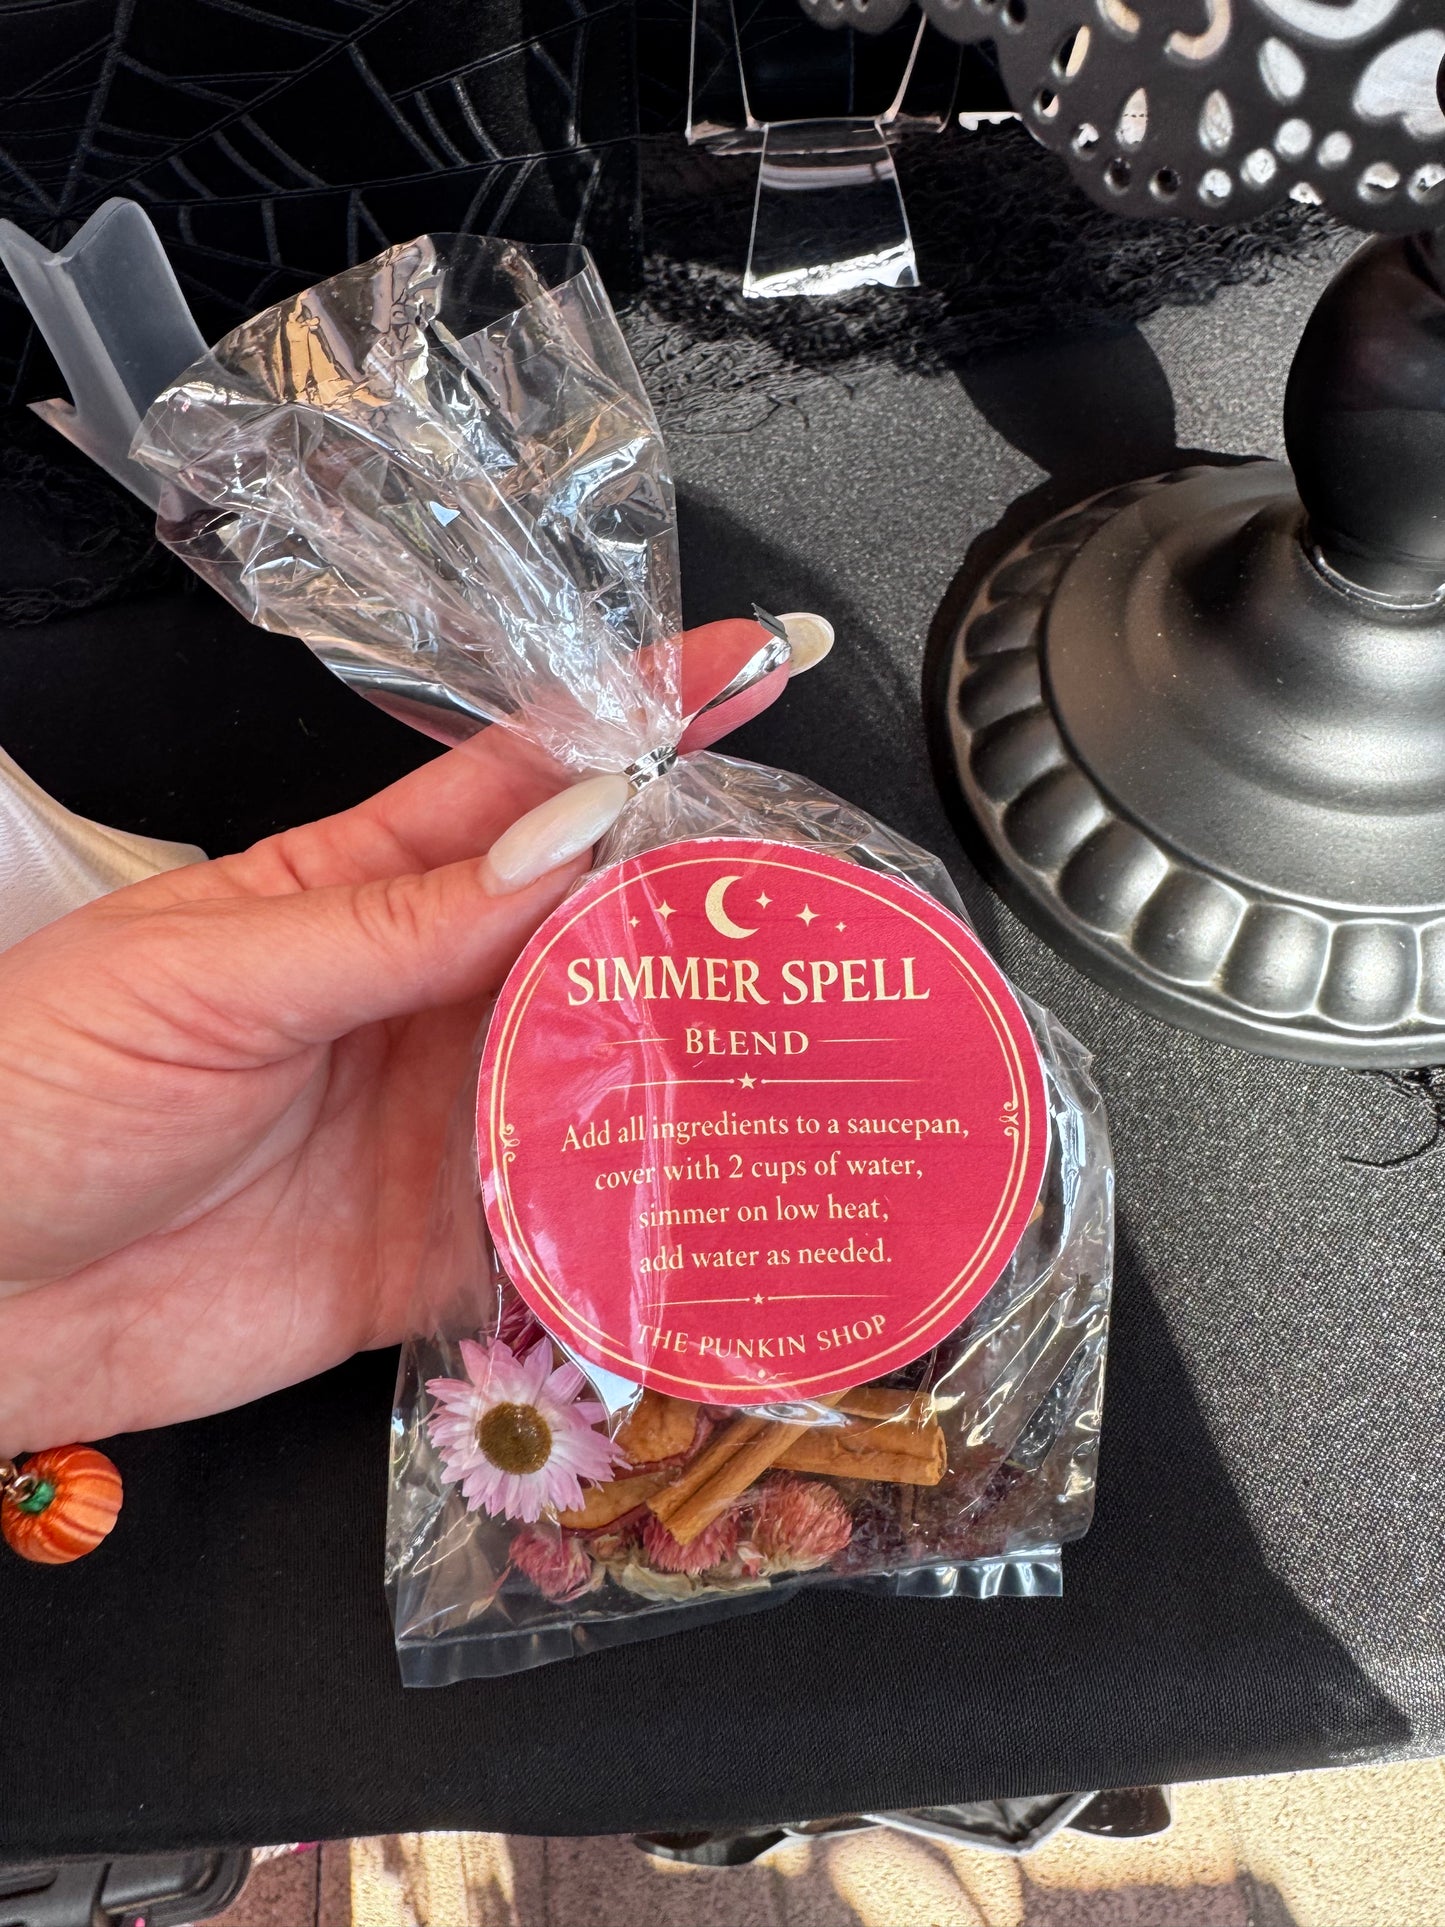 SIMMER SPELL
BLEND
Add all ingredients to a saucepan,
cover with 2 cups of water,
simmer on low heat,
add water as needed.
THE PUNKIN SHOP